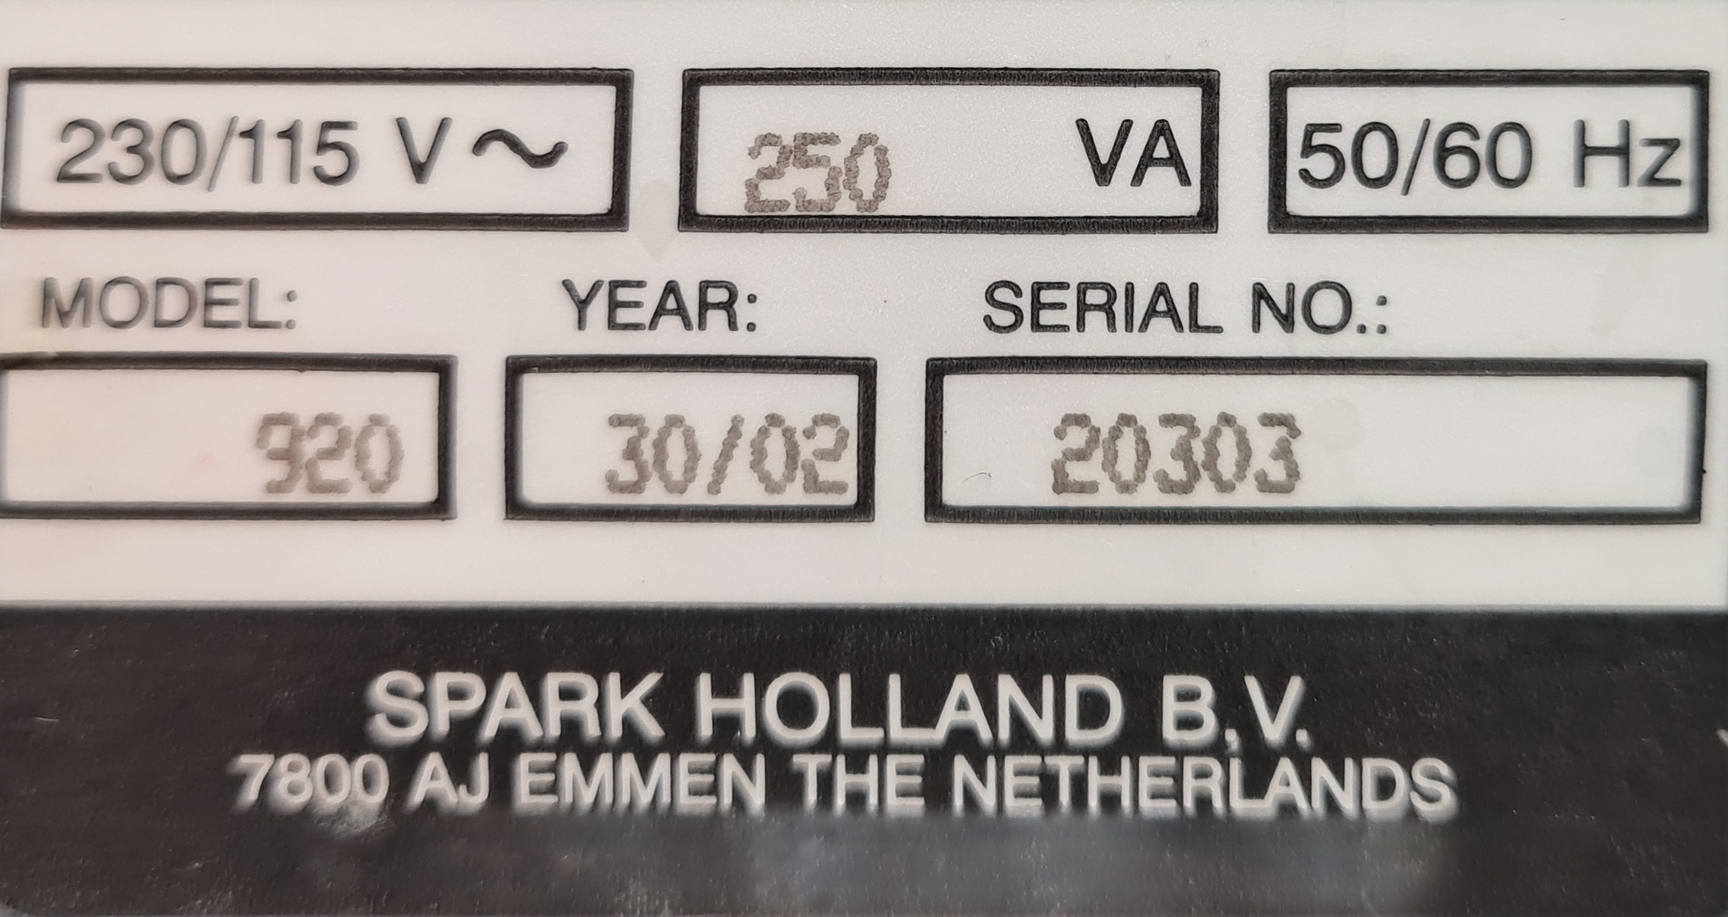 230/115 V ~ 250 VA 50/60 Hz
MODEL: YEAR: SERIAL NO.:
920 30/02 20303
SPARK HOLLAND B.V.
7800 AJ EMMEN THE NETHERLANDS